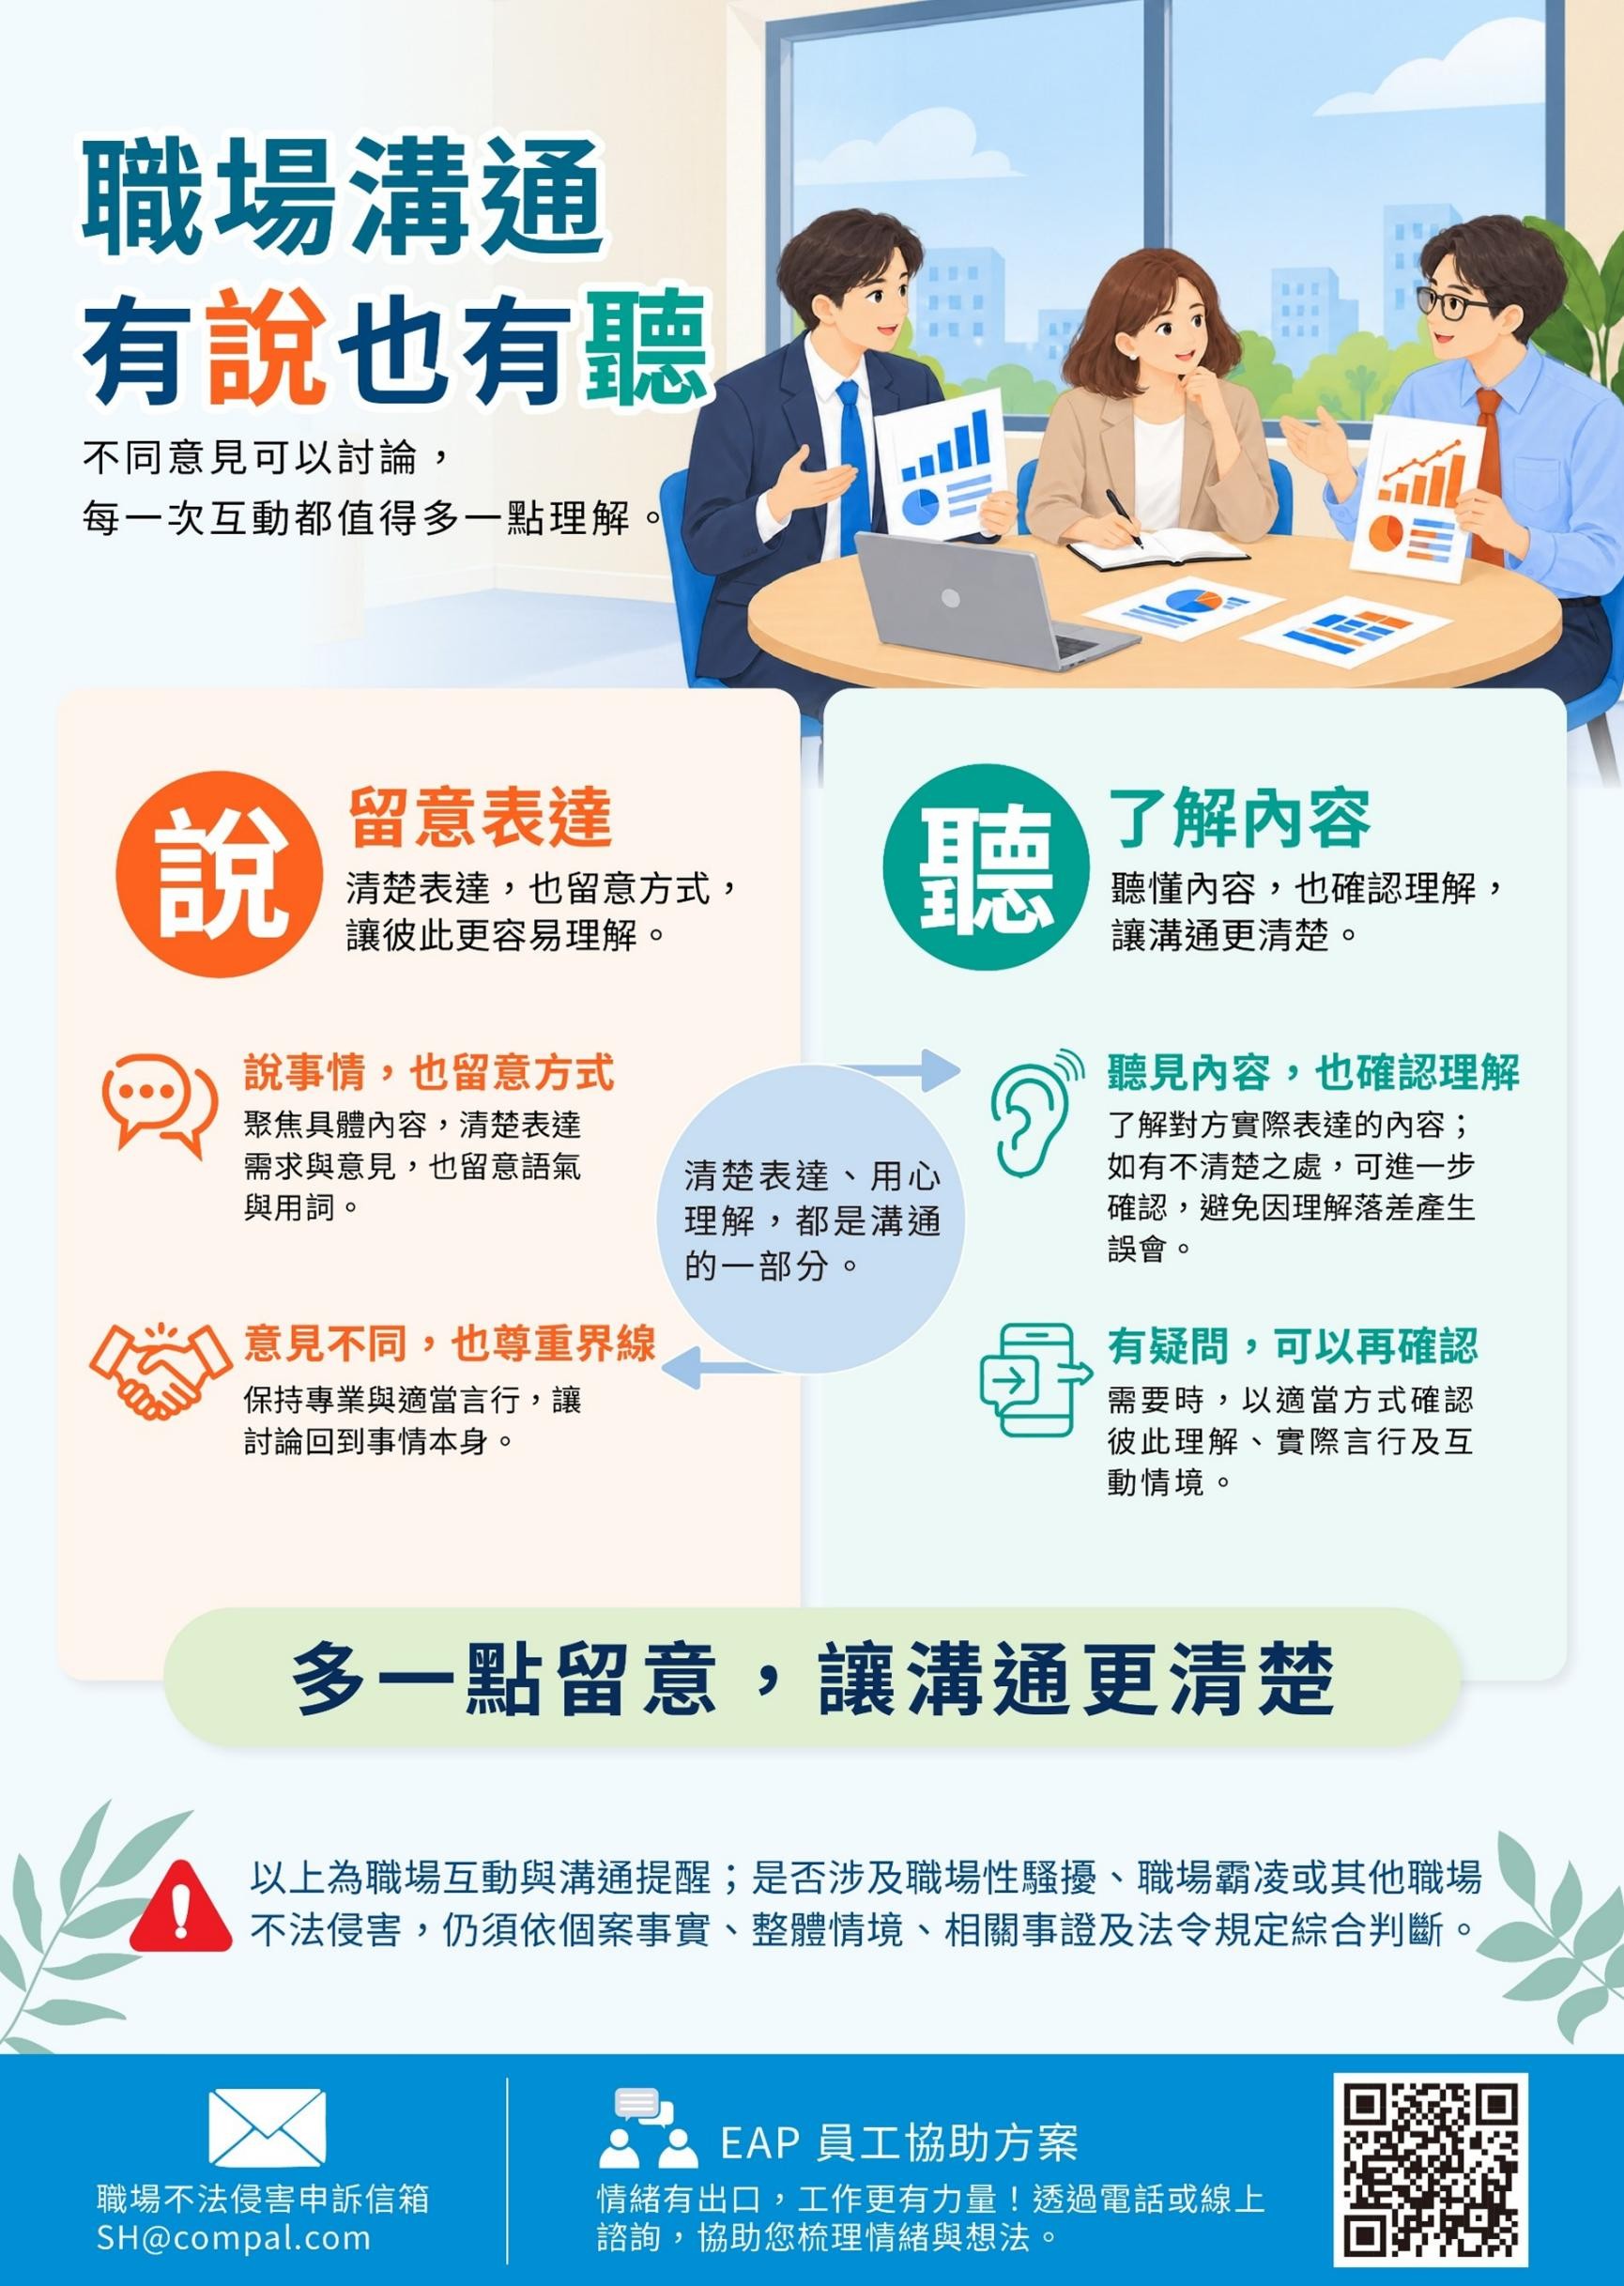 職場溝通
有說也有聽
不同意見可以討論，
每一次互動都值得多一點理解。
說
留意表達
清楚表達，也留意方式，
讓彼此更容易理解。
說事情，也留意方式
聚焦具體內容，清楚表達
需求與意見，也留意語氣
與用詞。
意見不同，也尊重界線
保持專業與適當言行，讓
討論回到事情本身。
清楚表達、用心
理解，都是溝通
的一部分。
聽
了解內容
聽懂內容，也確認理解，
讓溝通更清楚。
聽見內容，也確認理解
了解對方實際表達的內容；
如有不清楚之處，可進一步
確認，避免因理解落差產生
誤會。
有疑問，可以再確認
需要時，以適當方式確認
彼此理解、實際言行及互
動情境。
多一點留意，讓溝通更清楚
以上為職場互動與溝通提醒；是否涉及職場性騷擾、職場霸凌或其他職場
不法侵害，仍須依個案事實、整體情境、相關事證及法令規定綜合判斷。
職場不法侵害申訴信箱
SH@compal.com
EAP 員工協助方案
情緒有出口，工作更有力量！透過電話或線上
諮詢，協助您梳理情緒與想法。